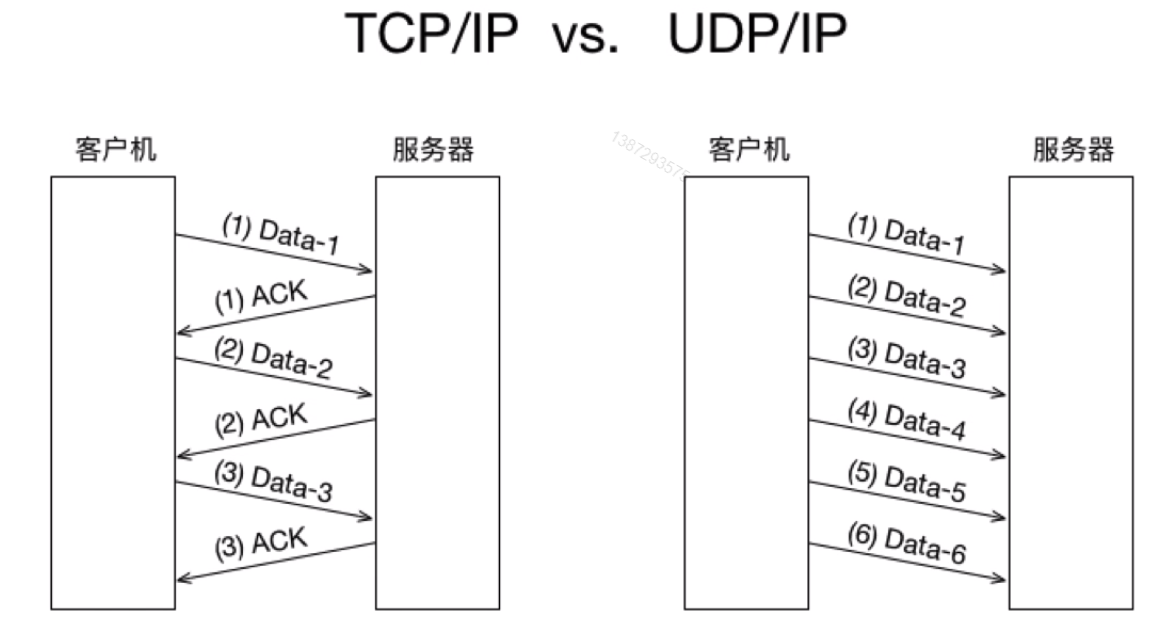 TCP/IP vs. UDP/IP
客户机
服务器
(1) Data-1
(1) ACK
(2) Data-2
(2) ACK
(3) Data-3
(3) ACK
1387293575
客户机
服务器
(1) Data-1
(2) Data-2
(3) Data-3
(4) Data-4
(5) Data-5
(6) Data-6